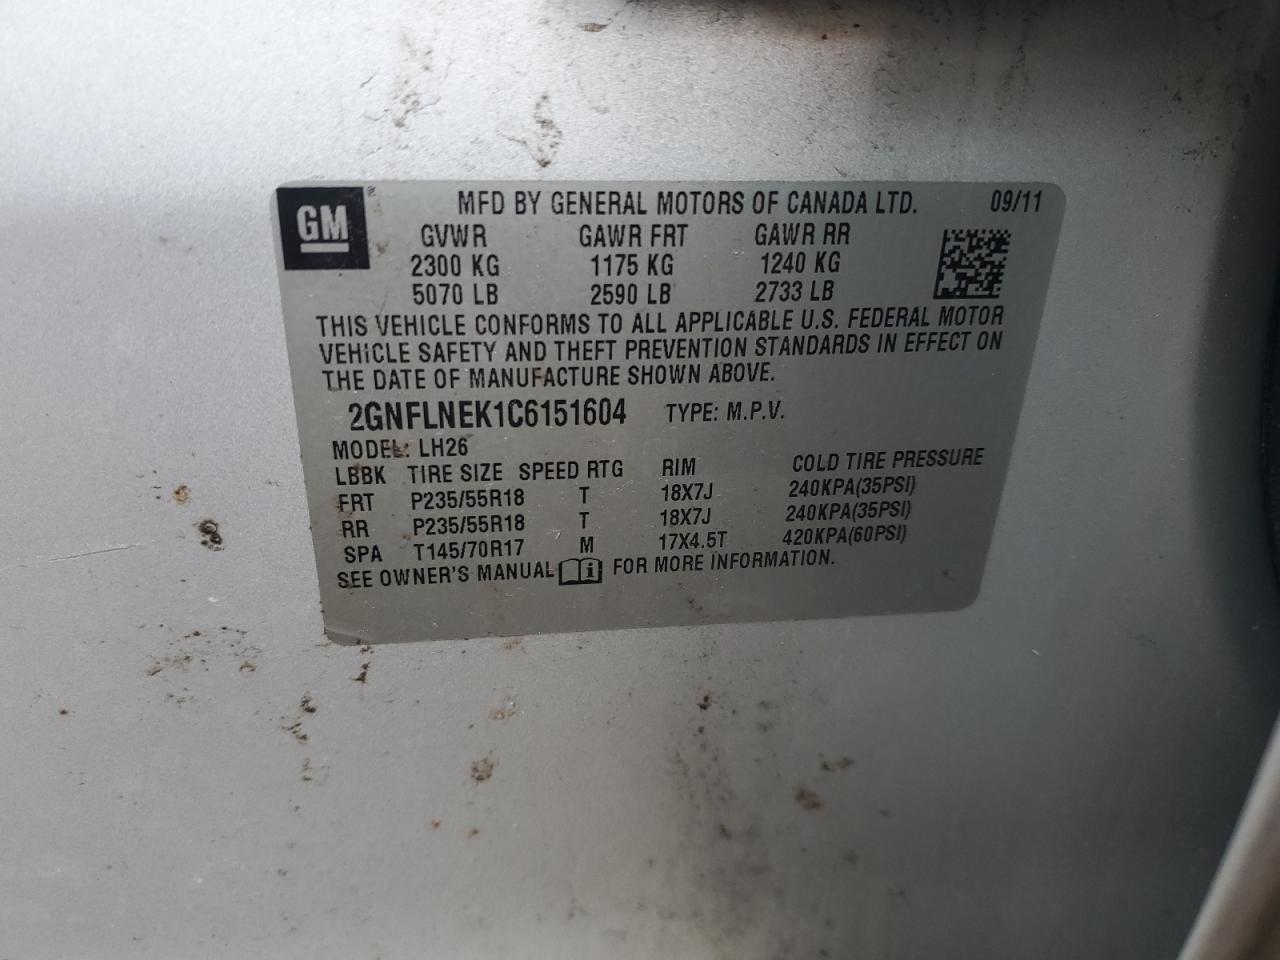 GM ® MFD BY GENERAL MOTORS OF CANADA LTD. 09/11
GVWR GAWR FRT GAWR RR
2300 KG 1175 KG 1240 KG
5070 LB 2590 LB 2733 LB
THIS VEHICLE CONFORMS TO ALL APPLICABLE U.S. FEDERAL MOTOR
VEHICLE SAFETY AND THEFT PREVENTION STANDARDS IN EFFECT ON
THE DATE OF MANUFACTURE SHOWN ABOVE.
2GNFLNEK1C6151604 TYPE: M.P.V.
MODEL: LH26
LBBK TIRE SIZE SPEED RTG RIM COLD TIRE PRESSURE
FRT P235/55R18 T 18X7J 240KPA(35PSI)
RR P235/55R18 T 18X7J 240KPA(35PSI)
SPA T145/70R17 M 17X4.5T 420KPA(60PSI)
SEE OWNER'S MANUAL i FOR MORE INFORMATION.